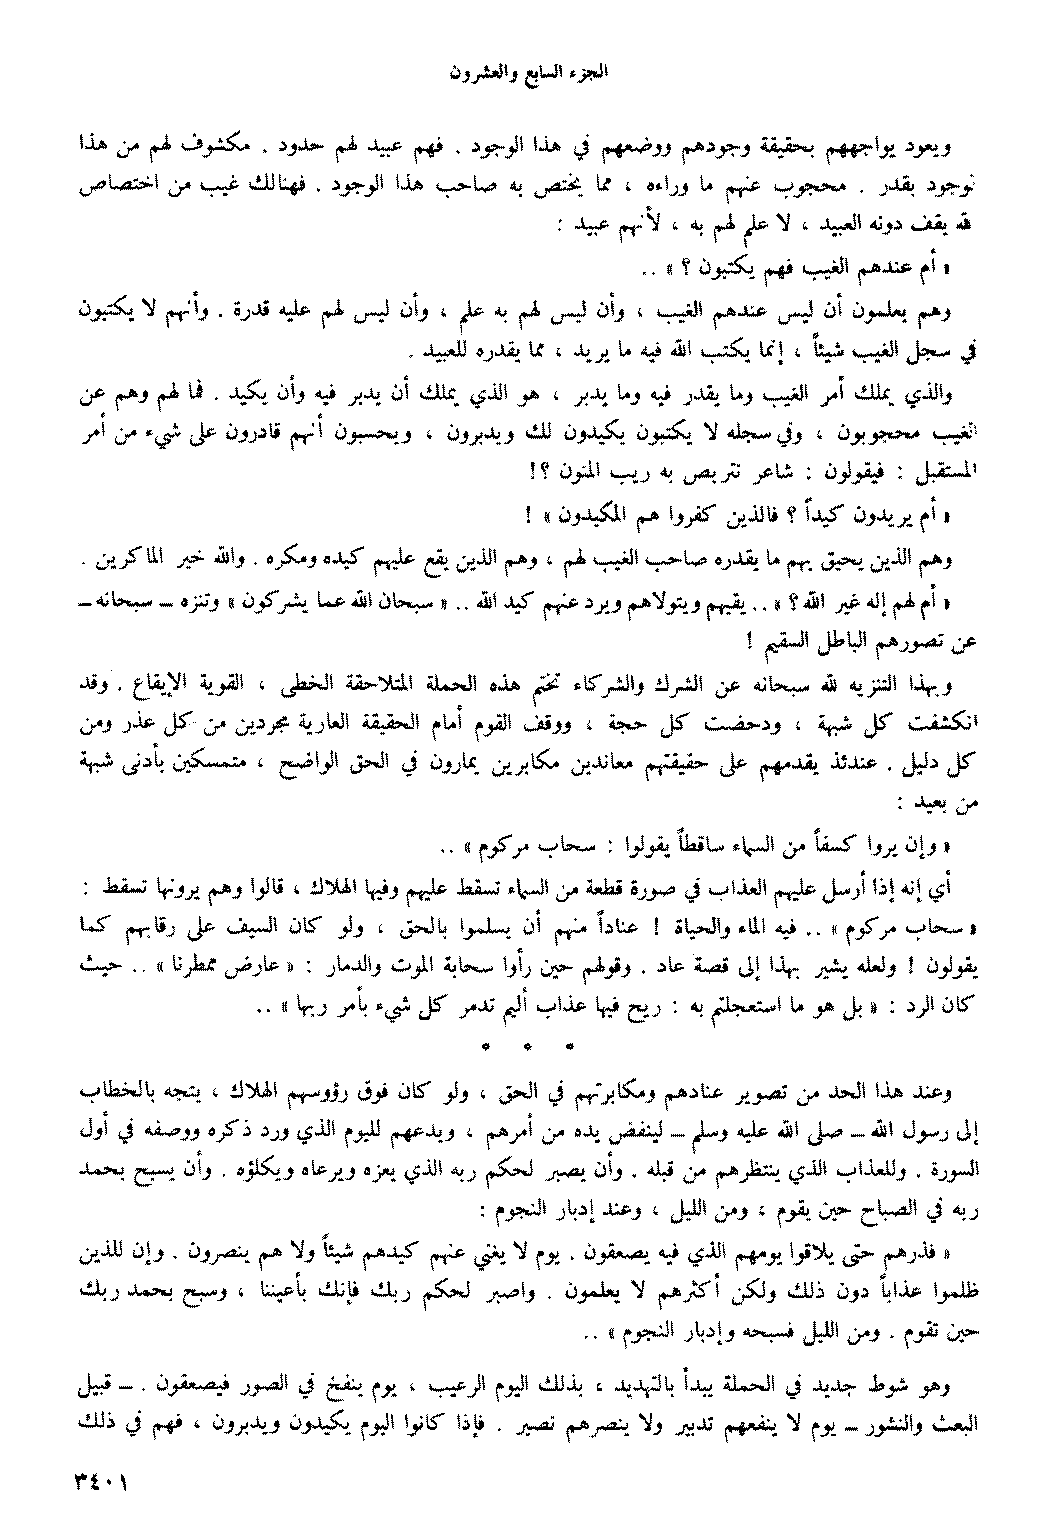 الجزء السابع والعشرون
ويعود يواجههم بحقيقة وجودهم ووضعهم في هذا الوجود . فهم عبيد لهم حدود . مكشوف لهم من هذا
لوجود بقدر . محجوب عنهم ما وراءه ، مما يختص به صاحب هذا الوجود . فهنالك غيب من اختصاص
لله يقف دونه العبيد ، لا علم لهم به ، لأنهم عبيد :
« أم عندهم الغيب فهم يكتبون ؟ » ..
وهم يعلمون أن ليس عندهم الغيب ، وأن ليس لهم به علم ، وأن ليس لهم عليه قدرة . وأنهم لا يكتبون
في سجل الغيب شيئاً ، إنما يكتب الله فيه ما يريد ، مما يقدره للعبيد .
والذي يملك أمر الغيب وما يقدر فيه وما يدبر ، هو الذي يملك أن يدبر فيه وأن يكيد . فما لهم وهم عن
الغيب محجوبون ، وفي سجله لا يكتبون يكيدون لك ويدبرون ، ويحسبون أنهم قادرون على شيء من أمر
المستقبل : فيقولون : شاعر نتربص به ريب المنون ؟!
« أم يريدون كيداً ؟ فالذين كفروا هم المكيدون » !
وهم الذين يحيق بهم ما يقدره صاحب الغيب لهم ، وهم الذين يقع عليهم كيده ومكره . والله خير الماكرين .
« أم لهم إله غير الله ؟ » .. يقيهم ويتولاهم ويرد عنهم كيد الله .. « سبحان الله عما يشركون » وتنزه – سبحانه –
عن تصورهم الباطل السقيم !
وبهذا التنزيه لله سبحانه عن الشرك والشركاء تختم هذه الحملة المتلاحقة الخطى ، القوية الإيقاع . وقد
انكشفت كل شبهة ، ودحضت كل حجة ، ووقف القوم أمام الحقيقة العارية مجردين من كل عذر ومن
كل دليل . عندئذ يقدمهم على حقيقتهم معاندين مكابرين يمارون في الحق الواضح ، متمسكين بأدنى شبهة
من بعيد :
« وإن يروا كسفاً من السماء ساقطاً يقولوا : سحاب مركوم » ..
أي إنه إذا أرسل عليهم العذاب في صورة قطعة من السماء تسقط عليهم وفيها الهلاك ، قالوا وهم يرونها تسقط :
« سحاب مركوم » .. فيه الماء والحياة ! عناداً منهم أن يسلموا بالحق ، ولو كان السيف على رقابهم كما
يقولون ! ولعله يشير بهذا إلى قصة عاد . وقولهم حين رأوا سحابة الموت والدمار : « عارض ممطرنا » .. حيث
كان الرد : « بل هو ما استعجلتم به : ريح فيها عذاب أليم تدمر كل شيء بأمر ربها » ..
* * *
وعند هذا الحد من تصوير عنادهم ومكابرتهم في الحق ، ولو كان فوق رؤوسهم الهلاك ، يتجه بالخطاب
إلى رسول الله – صلى الله عليه وسلم – لينفض يده من أمرهم ، ويدعهم لليوم الذي ورد ذكره ووصفه في أول
السورة . وللعذاب الذي ينتظرهم من قبله . وأن يصبر لحكم ربه الذي يعزه ويرعاه ويكلؤه . وأن يسبح بحمد
ربه في الصباح حين يقوم ، ومن الليل ، وعند إدبار النجوم :
« فذرهم حتى يلاقوا يومهم الذي فيه يصعقون . يوم لا يغني عنهم كيدهم شيئاً ولا هم ينصرون . وإن للذين
ظلموا عذاباً دون ذلك ولكن أكثرهم لا يعلمون . واصبر لحكم ربك فإنك بأعيننا ، وسبح بحمد ربك
حين تقوم . ومن الليل فسبحه وإدبار النجوم » ..
وهو شوط جديد في الحملة يبدأ بالتهديد ، بذلك اليوم الرعيب ، يوم ينفخ في الصور فيصعقون . – قبيل
البعث والنشور – يوم لا ينفعهم تدبير ولا ينصرهم نصير . فإذا كانوا اليوم يكيدون ويدبرون ، فهم في ذلك
٣٤٠١